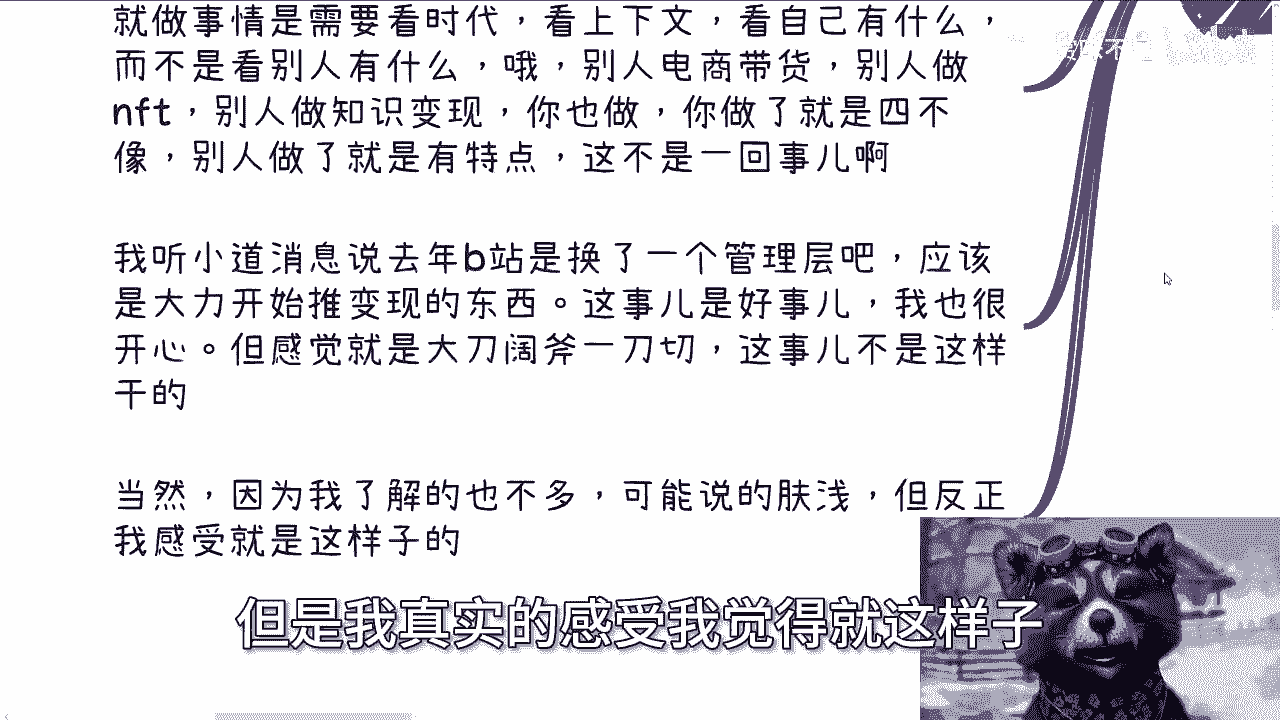 就做事情是需要看时代，看上下文，看自己有什么，
而不是看别人有什么，哦，别人电商带货，别人做
nft，别人做知识变现，你也做，你做了就是四不
像，别人做了就是有特点，这不是一回事儿啊
我听小道消息说去年b站是换了一个管理层吧，应该
是大力开始推变现的东西。这事儿是好事儿，我也很
开心。但感觉就是大刀阔斧一刀切，这事儿不是这样
干的
当然，因为我了解的也不多，可能说的肤浅，但反正
我感受就是这样子的
但是我真实的感受我觉得就这样子